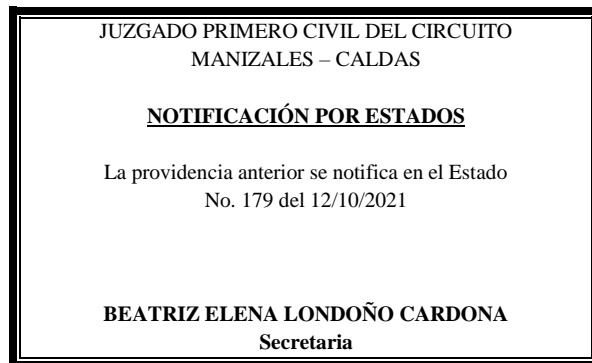 JUZGADO PRIMERO CIVIL DEL CIRCUITO
MANIZALES – CALDAS
NOTIFICACIÓN POR ESTADOS
La providencia anterior se notifica en el Estado
No. 179 del 12/10/2021
BEATRIZ ELENA LONDOÑO CARDONA
Secretaria